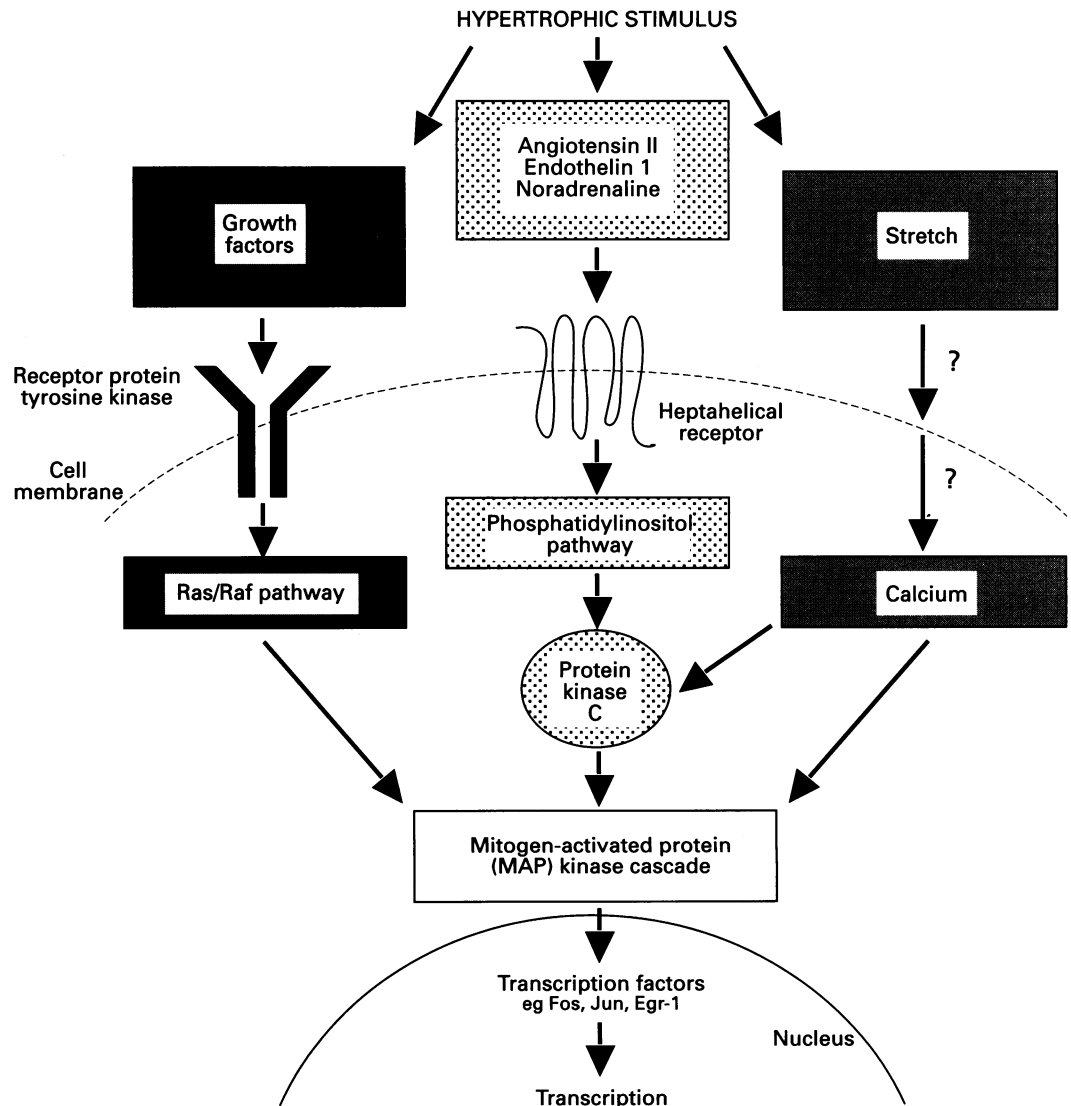 HYPERTROPHIC STIMULUS
Angiotensin II
Endothelin 1
Noradrenaline
Growth
factors
Stretch
Receptor protein
tyrosine kinase
?
Heptahelical
receptor
Cell
membrane
?
Phosphatidylinositol
pathway
Ras/Raf pathway
Calcium
Protein
kinase
C
Mitogen-activated protein
(MAP) kinase cascade
Transcription factors
eg Fos, Jun, Egr-1
Nucleus
Transcription